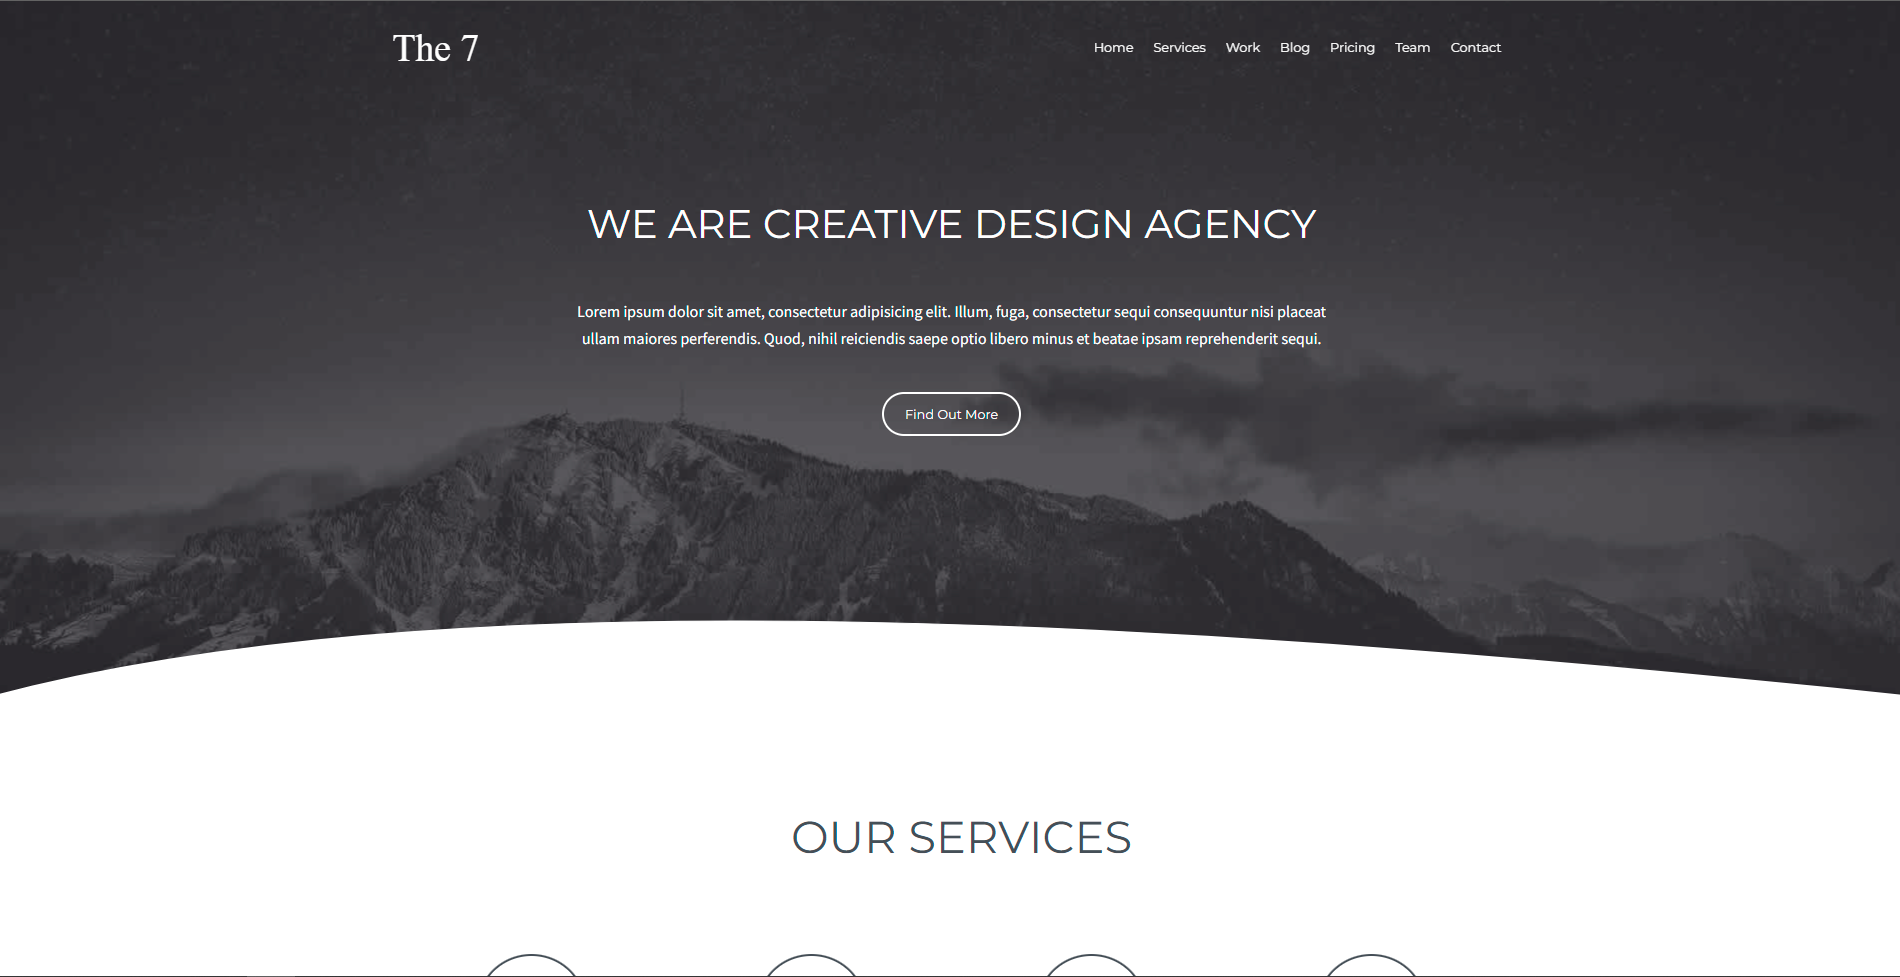 The 7
Home Services Work Blog Pricing Team Contact
WE ARE CREATIVE DESIGN AGENCY
Lorem ipsum dolor sit amet, consectetur adipisicing elit. Illum, fuga, consectetur sequi consequuntur nisi placeat
ullam maiores perferendis. Quod, nihil reiciendis saepe optio libero minus et beatae ipsam reprehenderit sequi.
Find Out More
OUR SERVICES